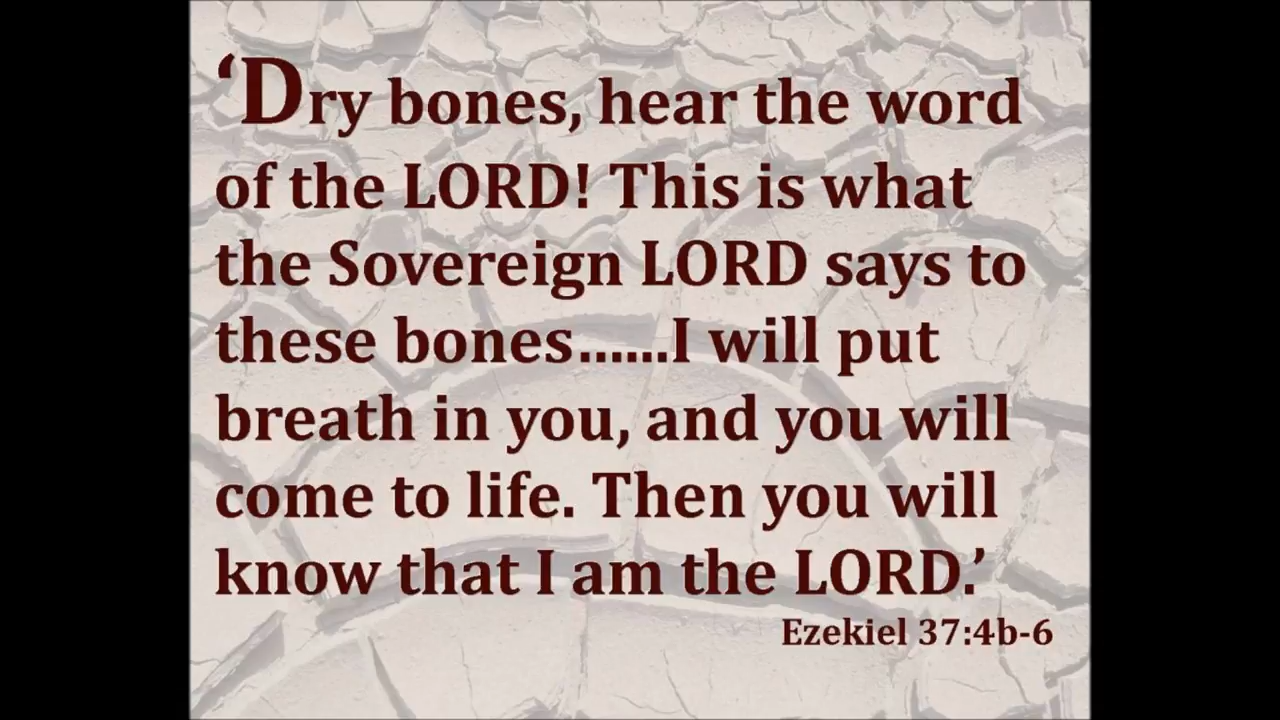 ‘Dry bones, hear the word
of the LORD! This is what
the Sovereign LORD says to
these bones......I will put
breath in you, and you will
come to life. Then you will
know that I am the LORD.’
Ezekiel 37:4b-6